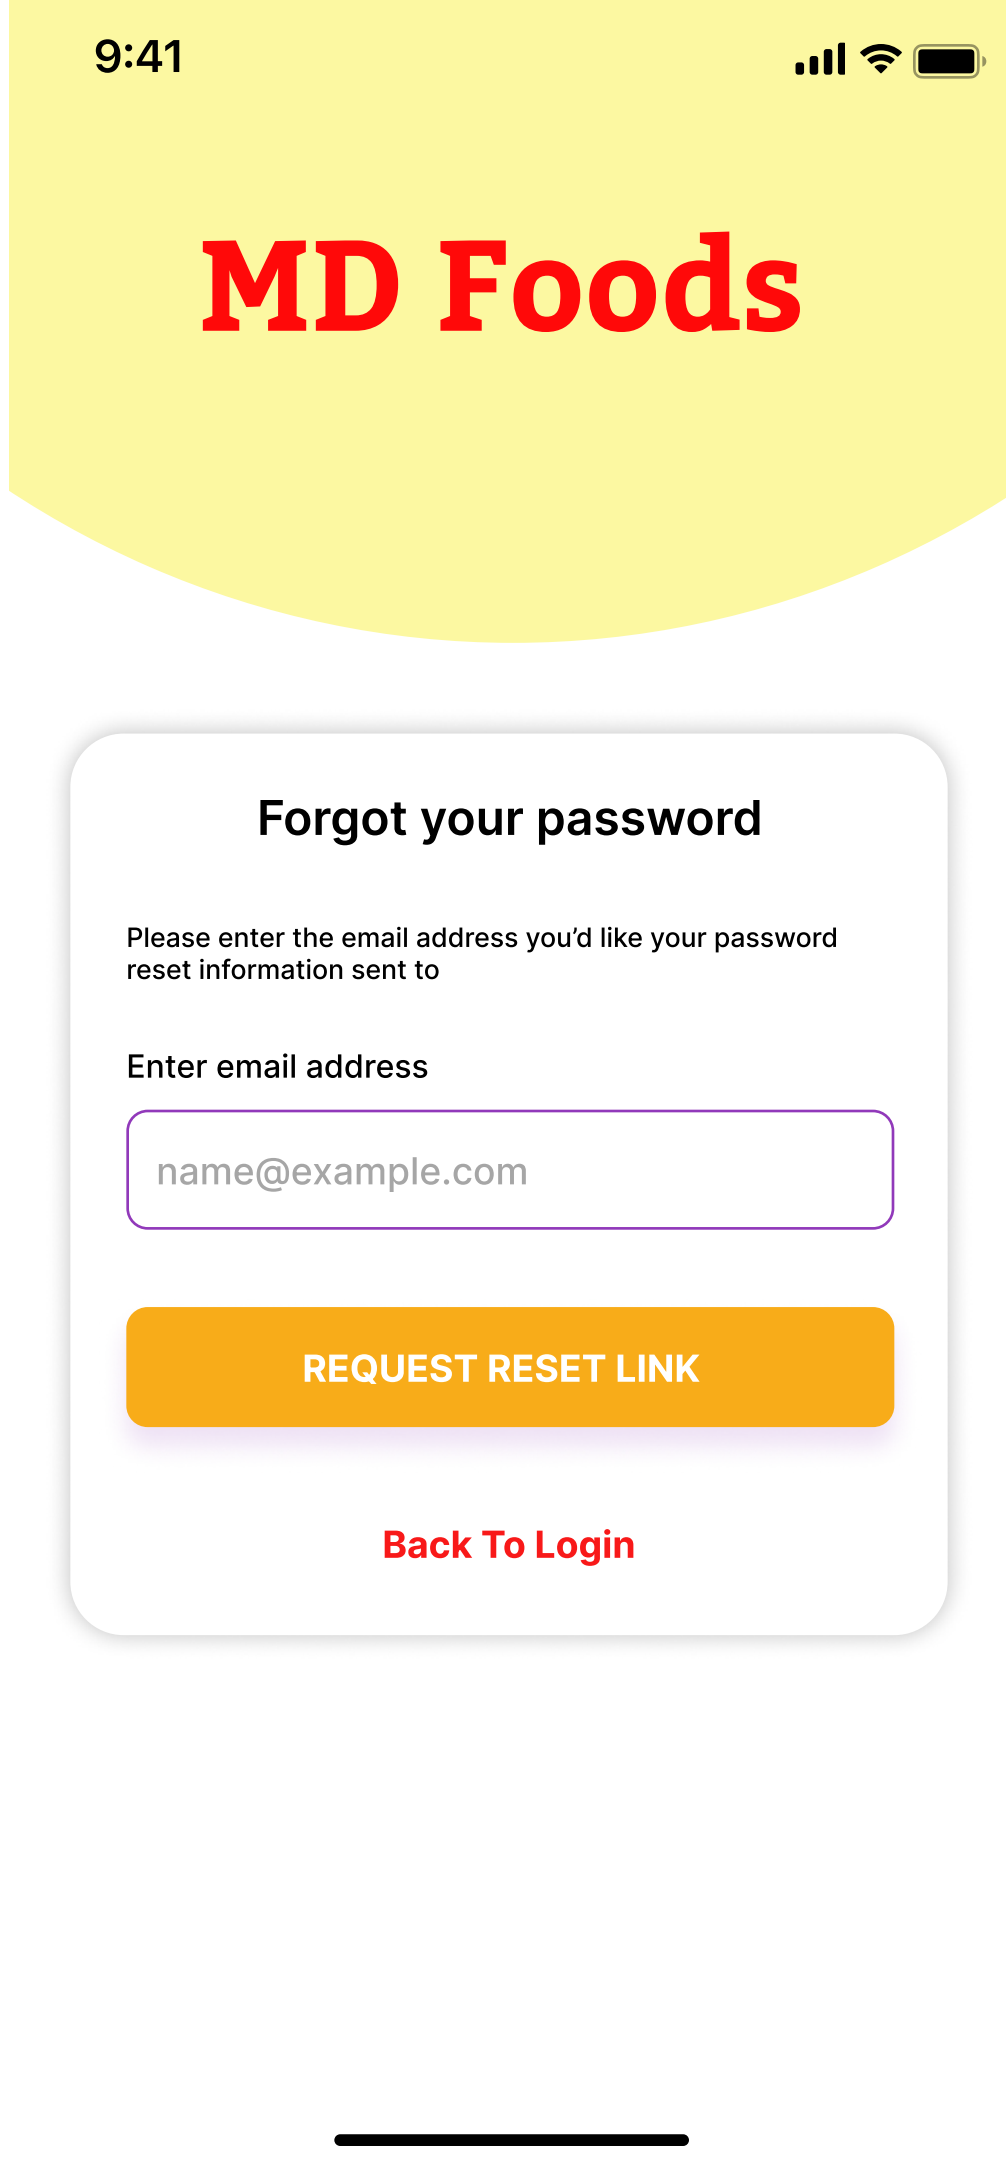 9:41
MD Foods
Forgot your password
Please enter the email address you’d like your password
reset information sent to
Enter email address
name@example.com
REQUEST RESET LINK
Back To Login